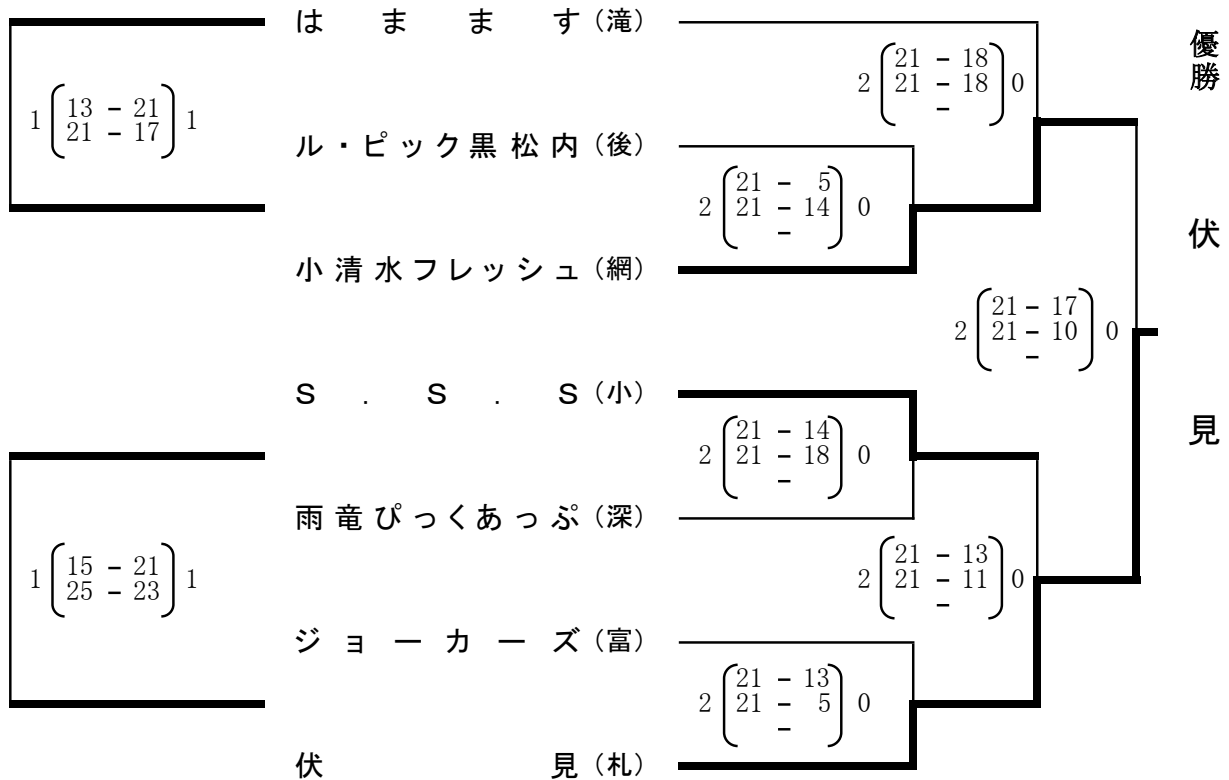 はまます（滝）
優勝
21 － 18
2 21 － 18 0
－
13 － 21
1 21 － 17 1
ル・ピック黒松内（後）
21 － 5
2 21 － 14 0
－
伏見
小清水フレッシュ（網）
21 － 17
2 21 － 10 0
－
S．S．S（小）
21 － 14
2 21 － 18 0
－
雨竜ぴっくあっぷ（深）
15 － 21
1 25 － 23 1
21 － 13
2 21 － 11 0
－
ジョーカーズ（富）
21 － 13
2 21 － 5 0
－
伏見（札）